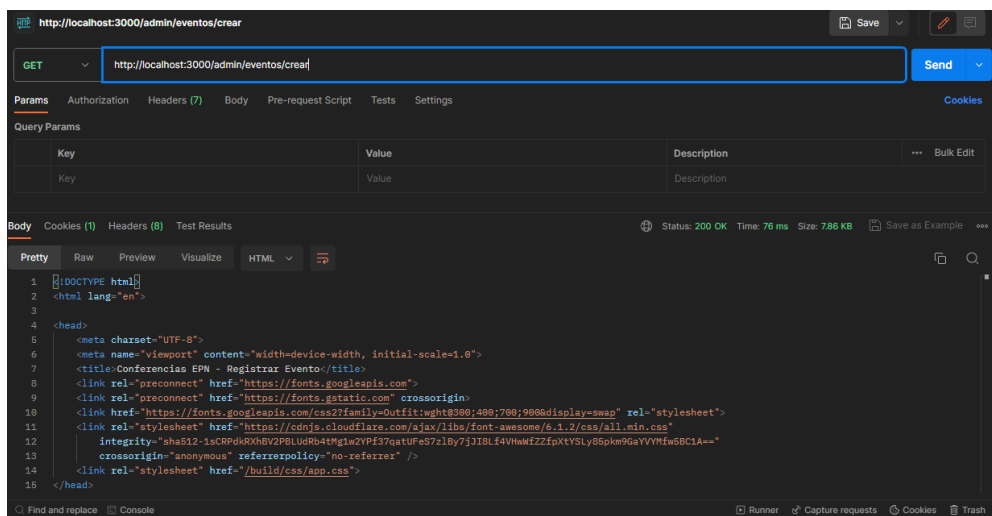 HTTP http://localhost:3000/admin/eventos/crear Save
GET http://localhost:3000/admin/eventos/crear Send
Params Authorization Headers (7) Body Pre-request Script Tests Settings Cookies
Query Params
Key Value Description ••• Bulk Edit
Key Value Description
Body Cookies (1) Headers (8) Test Results Status: 200 OK Time: 76 ms Size: 7.86 KB Save as Example
Pretty Raw Preview Visualize HTML
1 <!DOCTYPE html>
2 <html lang="en">
3
4 <head>
5 <meta charset="UTF-8">
6 <meta name="viewport" content="width=device-width, initial-scale=1.0">
7 <title>Conferencias EPN - Registrar Evento</title>
8 <link rel="preconnect" href="https://fonts.googleapis.com">
9 <link rel="preconnect" href="https://fonts.gstatic.com" crossorigin>
10 <link href="https://fonts.googleapis.com/css2?family=Outfit:wght@300;400;700;900&display=swap" rel="stylesheet">
11 <link rel="stylesheet" href="https://cdnjs.cloudflare.com/ajax/libs/font-awesome/6.1.2/css/all.min.css"
12 integrity="sha512-1sCRPdkRXhBV2PBLUdRb4tMg1w2YPf37qatUFeS7zlBy7jJI8Lf4VHwWfZZfpXtYSLy85pkm9GaYVYMfw5BC1A=="
13 crossorigin="anonymous" referrerpolicy="no-referrer" />
14 <link rel="stylesheet" href="/build/css/app.css">
15 </head>
Find and replace Console Runner Capture requests Cookies Trash